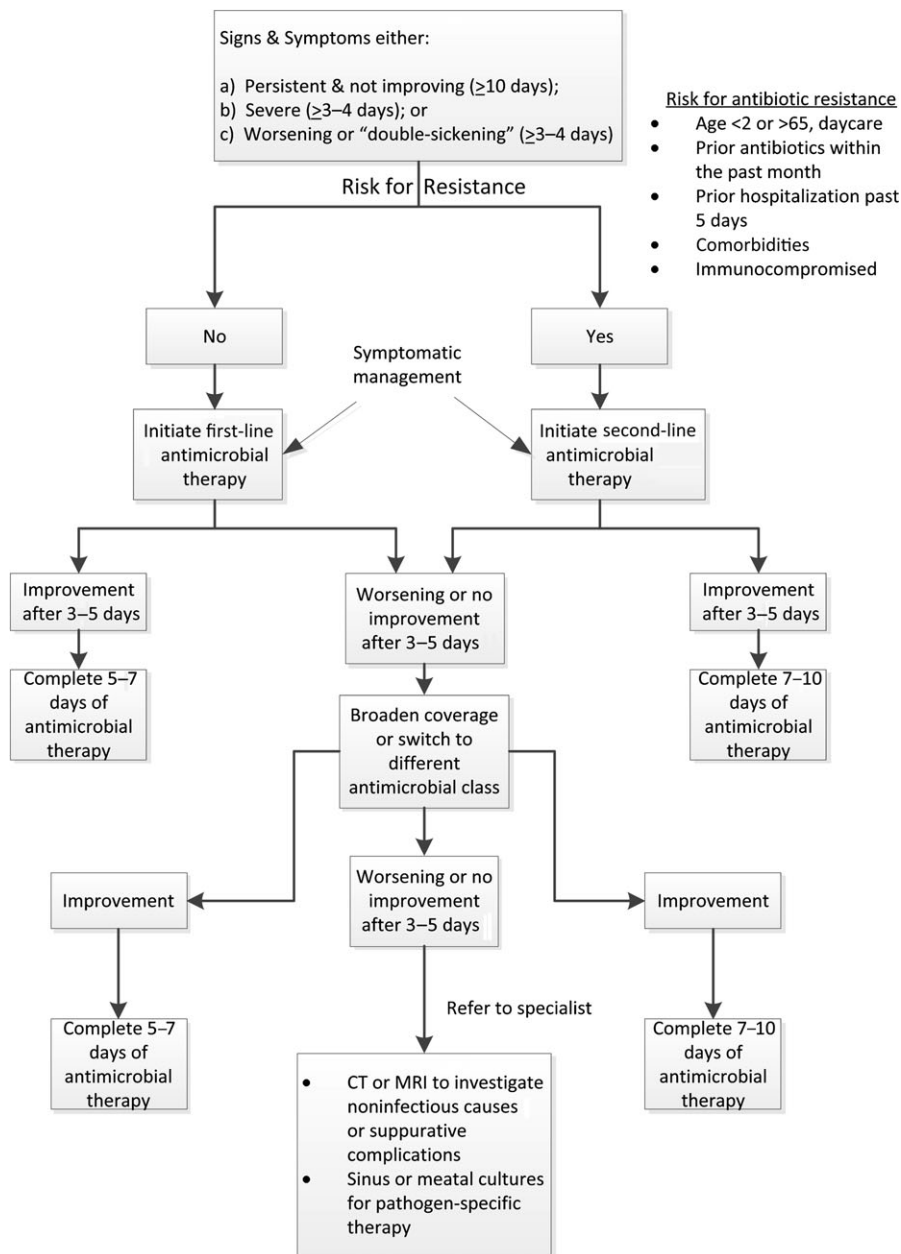 Signs & Symptoms either:
a) Persistent & not improving (≥10 days);
b) Severe (≥3–4 days); or
c) Worsening or “double-sickening” (≥3–4 days)
Risk for antibiotic resistance
• Age <2 or >65, daycare
• Prior antibiotics within
the past month
• Prior hospitalization past
5 days
• Comorbidities
• Immunocompromised
Risk for Resistance
No
Yes
Symptomatic
management
Initiate first-line
antimicrobial
therapy
Initiate second-line
antimicrobial
therapy
Improvement
after 3–5 days
Worsening or no
improvement
after 3–5 days
Improvement
after 3–5 days
Complete 5–7
days of
antimicrobial
therapy
Broaden coverage
or switch to
different
antimicrobial class
Complete 7–10
days of
antimicrobial
therapy
Improvement
Worsening or no
improvement
after 3–5 days
Improvement
Refer to specialist
Complete 5–7
days of
antimicrobial
therapy
Complete 7–10
days of
antimicrobial
therapy
• CT or MRI to investigate
noninfectious causes
or suppurative
complications
• Sinus or meatal cultures
for pathogen-specific
therapy